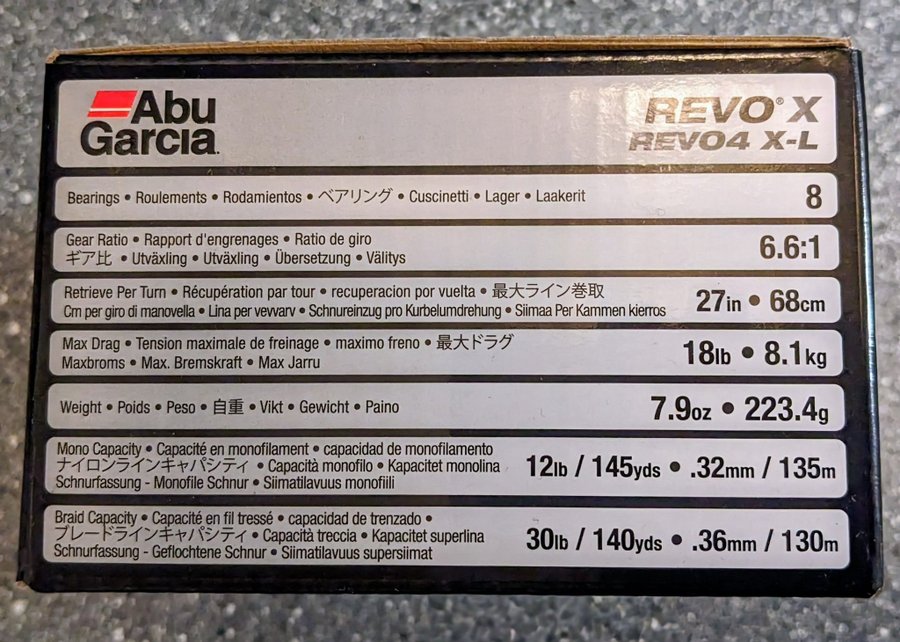 Abu
Garcia
REVO® X
REVO4 X-L
Bearings • Roulements • Rodamientos • ベアリング • Cuscinetti • Lager • Laakerit
8
Gear Ratio • Rapport d'engrenages • Ratio de giro
ギア比 • Utväxling • Utväxling • Übersetzung • Välitys
6.6:1
Retrieve Per Turn • Récupération par tour • recuperacion por vuelta • 最大ライン巻取
Cm per giro di manovella • Lina per vevvarv • Schnureinzug pro Kurbelumdrehung • Siimaa Per Kammen kierros
27in • 68cm
Max Drag • Tension maximale de freinage • maximo freno • 最大ドラグ
Maxbroms • Max. Bremskraft • Max Jarru
18lb • 8.1kg
Weight • Poids • Peso • 自重 • Vikt • Gewicht • Paino
7.9oz • 223.4g
Mono Capacity • Capacité en monofilament • capacidad de monofilamento
ナイロンラインキャパシティ • Capacità monofilo • Kapacitet monolina
Schnurfassung - Monofile Schnur • Siimatilavuus monofiili
12lb / 145yds • .32mm / 135m
Braid Capacity • Capacité en fil tressé • capacidad de trenzado •
ブレードラインキャパシティ • Capacità treccia • Kapacitet superlina
Schnurfassung - Geflochtene Schnur • Siimatilavuus supersiimat
30lb / 140yds • .36mm / 130m